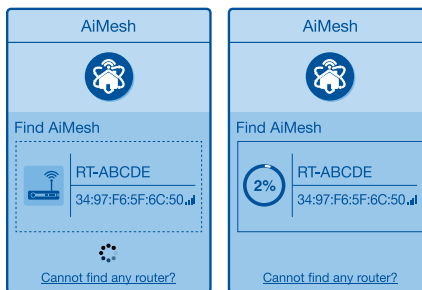 AiMesh
Find AiMesh
RT-ABCDE
34:97:F6:5F:6C:50
Cannot find any router?
AiMesh
Find AiMesh
2%
RT-ABCDE
34:97:F6:5F:6C:50
Cannot find any router?